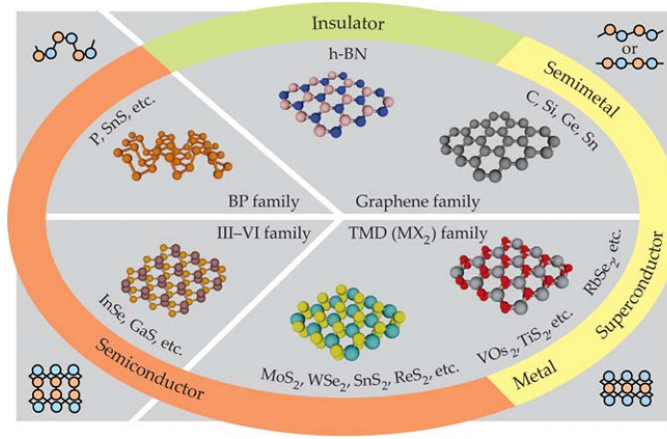 Insulator
h-BN
or
Semimetal
P, SnS, etc.
C, Si, Ge, Sn
BP family
Graphene family
III–VI family
TMD (MX₂) family
InSe, GaS, etc.
MoS₂, WSe₂, SnS₂, ReS₂, etc.
VOs₂, TiS₂, etc.
RbSe₂, etc.
Superconductor
Semiconductor
Metal